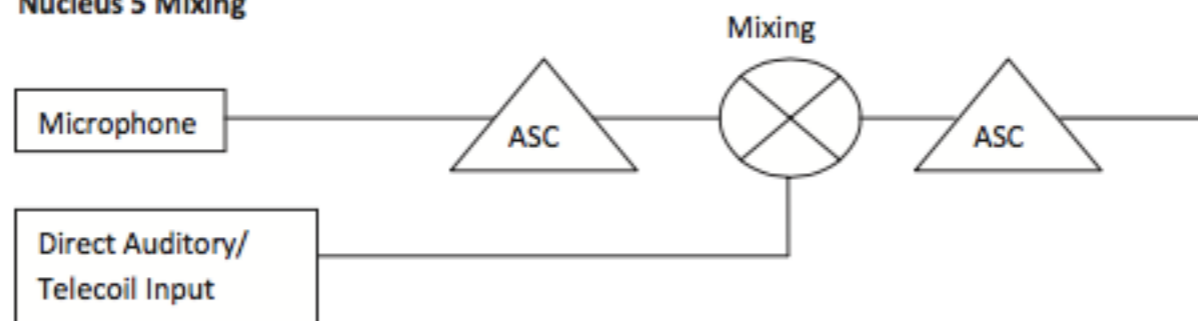 Nucleus 5 Mixing
Mixing
Microphone
ASC
ASC
Direct Auditory/
Telecoil Input